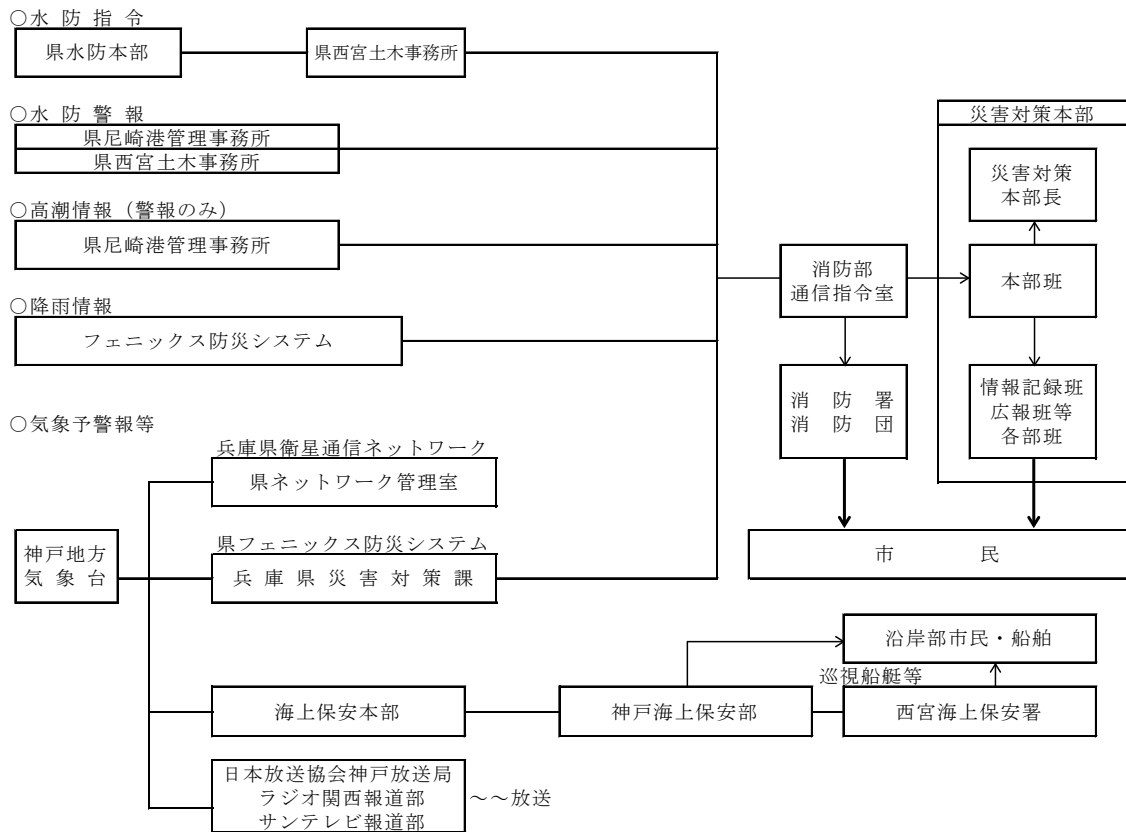 ○水 防 指 令
県水防本部
県西宮土木事務所
○水 防 警 報
県尼崎港管理事務所
県西宮土木事務所
○高潮情報（警報のみ）
県尼崎港管理事務所
○降雨情報
フェニックス防災システム
○気象予警報等
兵庫県衛星通信ネットワーク
県ネットワーク管理室
神戸地方
気 象 台
県フェニックス防災システム
兵 庫 県 災 害 対 策 課
海上保安本部
日本放送協会神戸放送局
ラジオ関西報道部
サンテレビ報道部
～～放送
神戸海上保安部
巡視船艇等
西宮海上保安署
沿岸部市民・船舶
消防部
通信指令室
消 防 署
消 防 団
災害対策本部
災害対策
本部長
本部班
情報記録班
広報班等
各部班
市 民